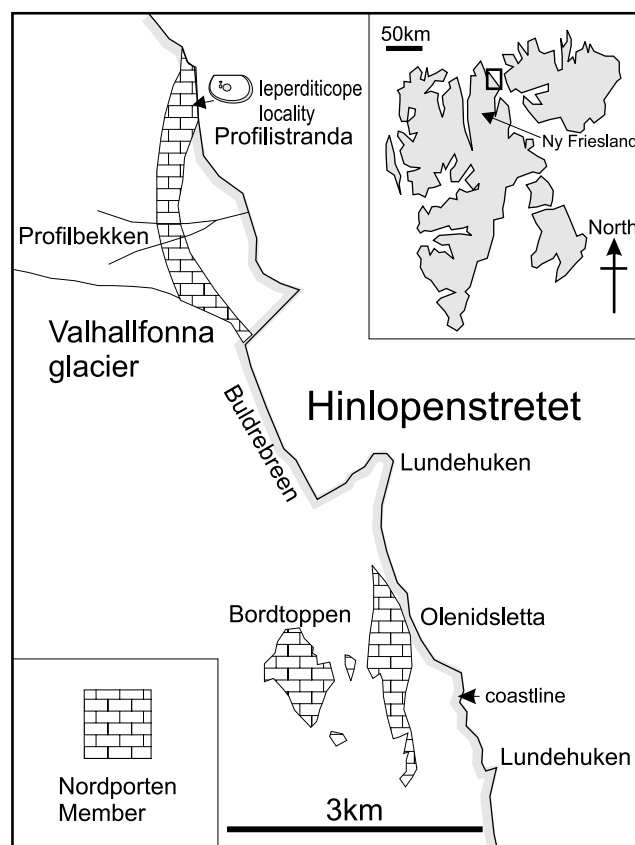 50km
leperditicope
locality
Profilistranda
Ny Friesland
North
Profilbekken
Valhallfonna
glacier
Hinlopenstretet
Buldrebreen
Lundehuken
Bordtoppen
Olenidsletta
coastline
Lundehuken
Nordporten
Member
3km